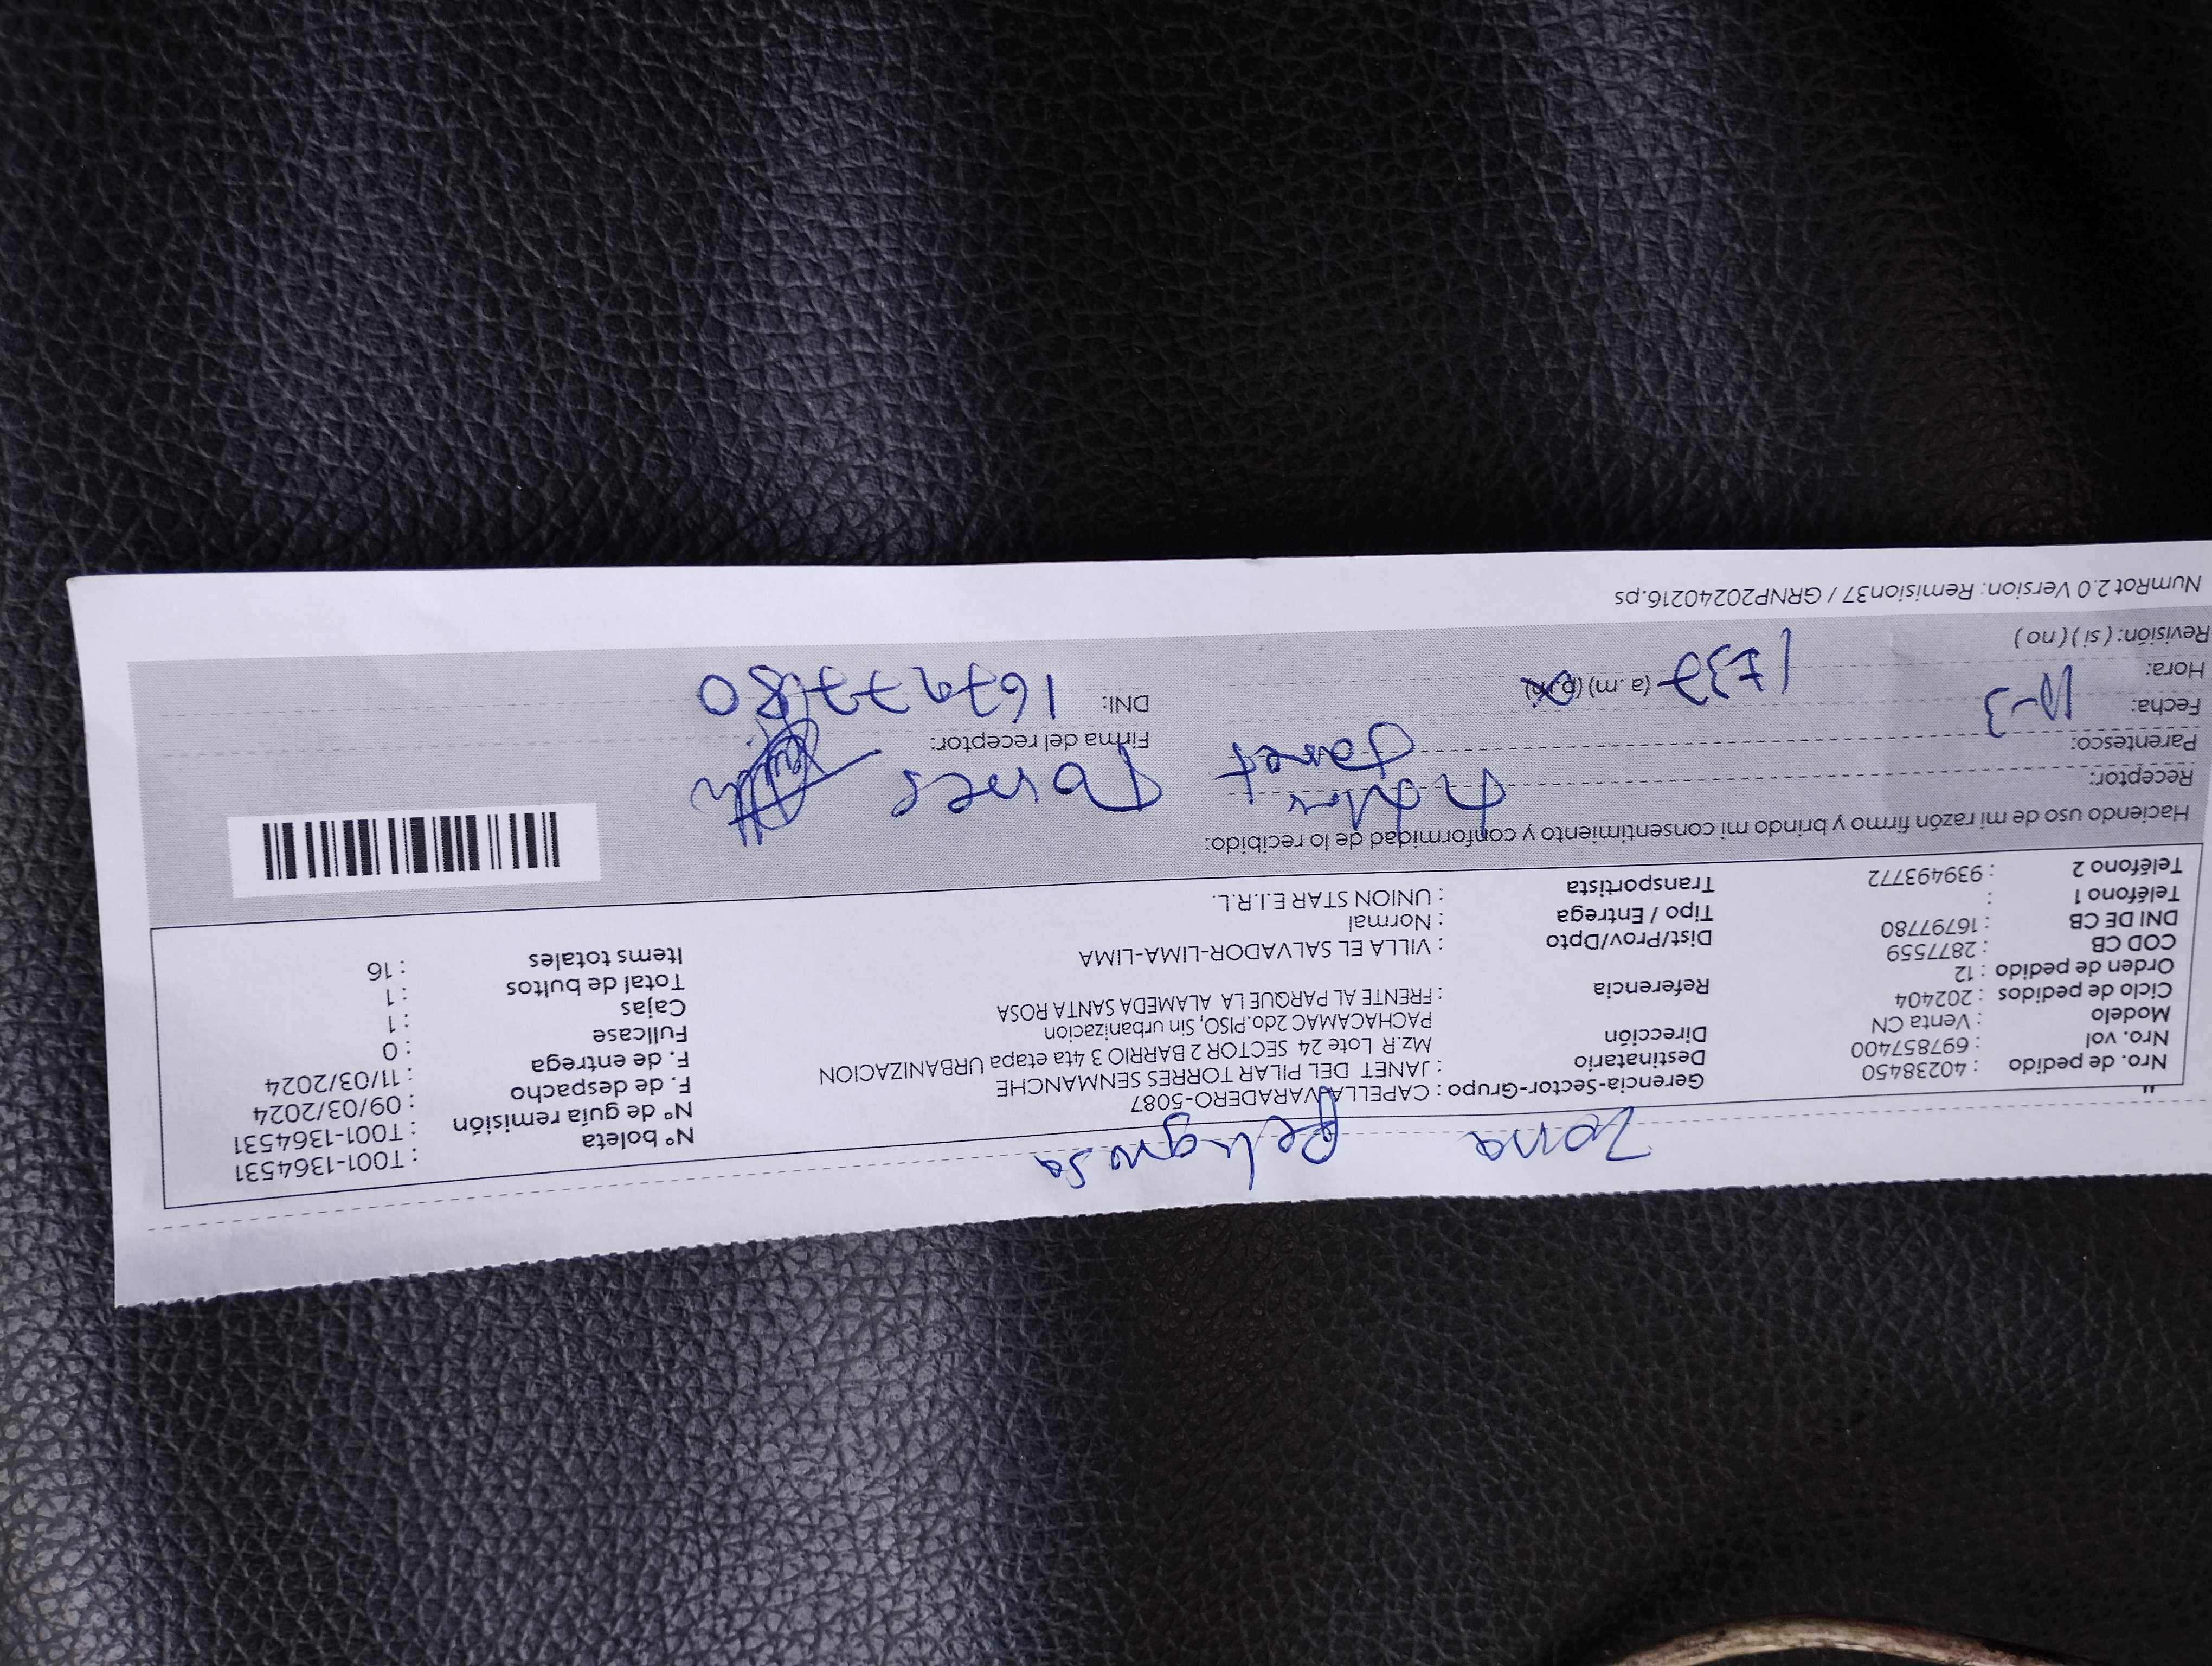 Zona Peligrosa
Nro. de pedido : 40238450
Nro. vol : 697857400
Modelo : Venta CN
Ciclo de pedidos : 202404
Orden de pedido : 12
COD CB : 2877559
DNI DE CB : 16797780
Teléfono 1 :
Teléfono 2 : 939493772
Gerencia-Sector-Grupo : CAPELLA/VARADERO-5087
Destinatario : JANET DEL PILAR TORRES SENMANCHE
Dirección : Mz.R Lote 24 SECTOR 2 BARRIO 3 4ta etapa URBANIZACION
PACHACAMAC 2do.PISO, Sin urbanizacion
Referencia : FRENTE AL PARQUE LA ALAMEDA SANTA ROSA
Dist/Prov/Dpto : VILLA EL SALVADOR-LIMA-LIMA
Tipo / Entrega : Normal
Transportista : UNION STAR E.I.R.L.
N° boleta : T001-1364531
N° de guía remisión : T001-1364531
F. de despacho : 09/03/2024
F. de entrega : 11/03/2024
Fullcase : 0
Cajas : 1
Total de bultos : 1
Items totales : 16
Haciendo uso de mi razón firmo y brindo mi consentimiento y conformidad de lo recibido:
Receptor:
Parentesco: Janet
Fecha: 11-3
Hora: (a.m) (p.m)
Revisión: ( si ) ( no )
Firma del receptor:
DNI: 16797780
NumRot 2.0 Version: Remision37 / GRNP20240216.ps